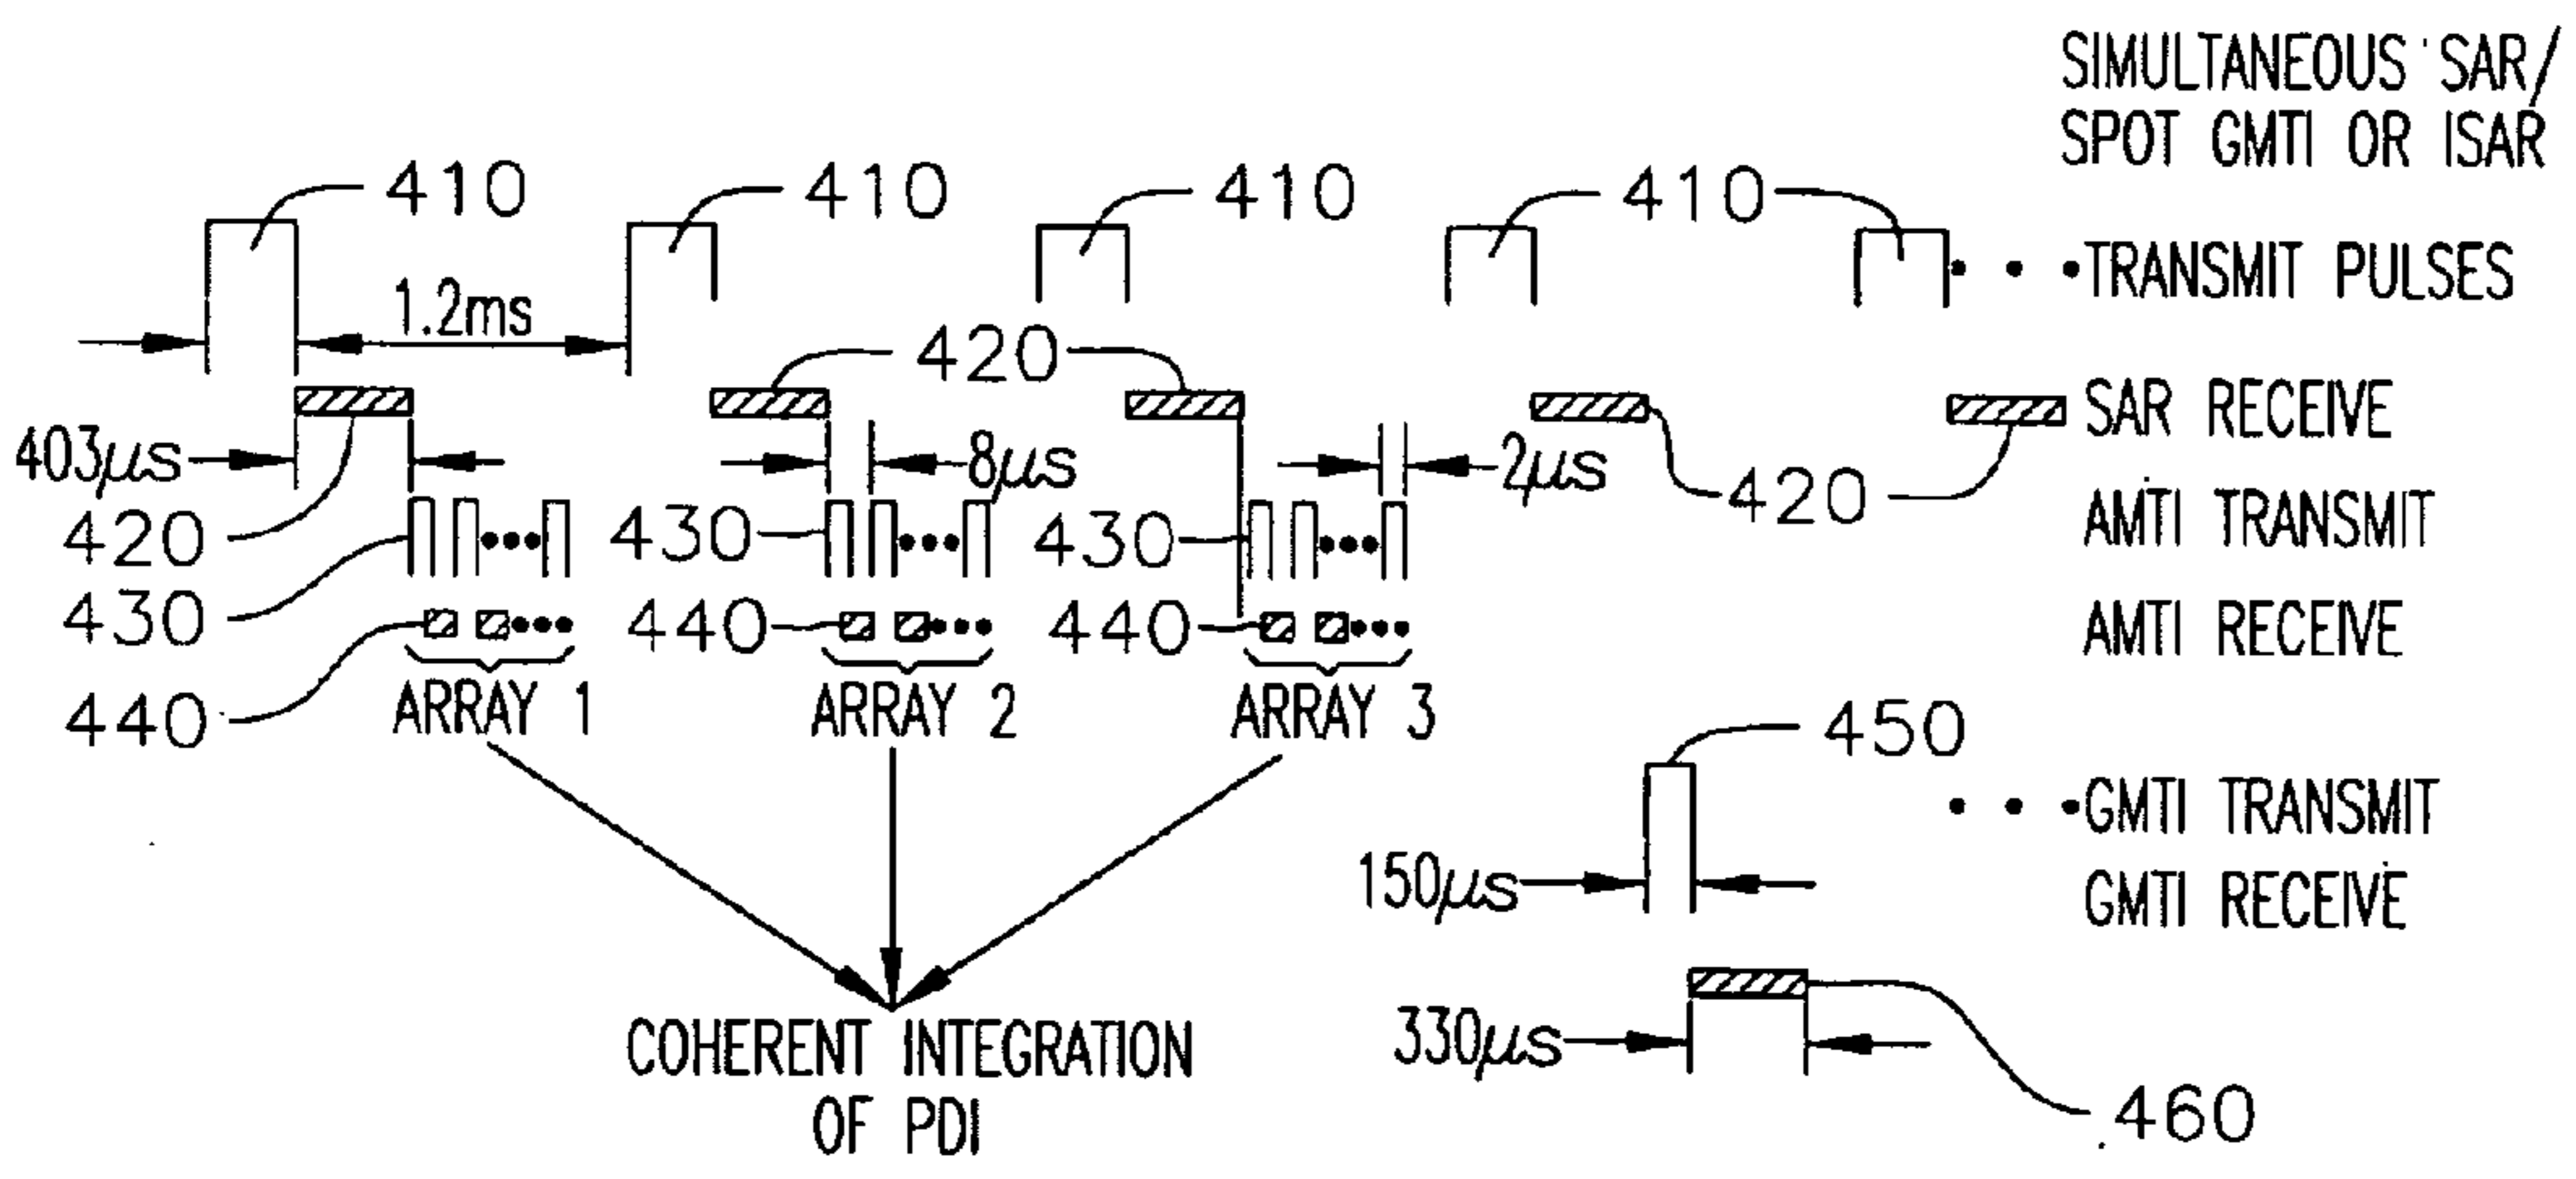 SIMULTANEOUS SAR/
SPOT GMTI OR ISAR
410 410 410 410
TRANSMIT PULSES
1.2ms
420
SAR RECEIVE
403μs 8μs 2μs
420 430 430 420
AMTI TRANSMIT
430 440 440
AMTI RECEIVE
440 ARRAY 1 ARRAY 2 ARRAY 3
450
GMTI TRANSMIT
150μs
GMTI RECEIVE
COHERENT INTEGRATION
OF PDI
330μs
460